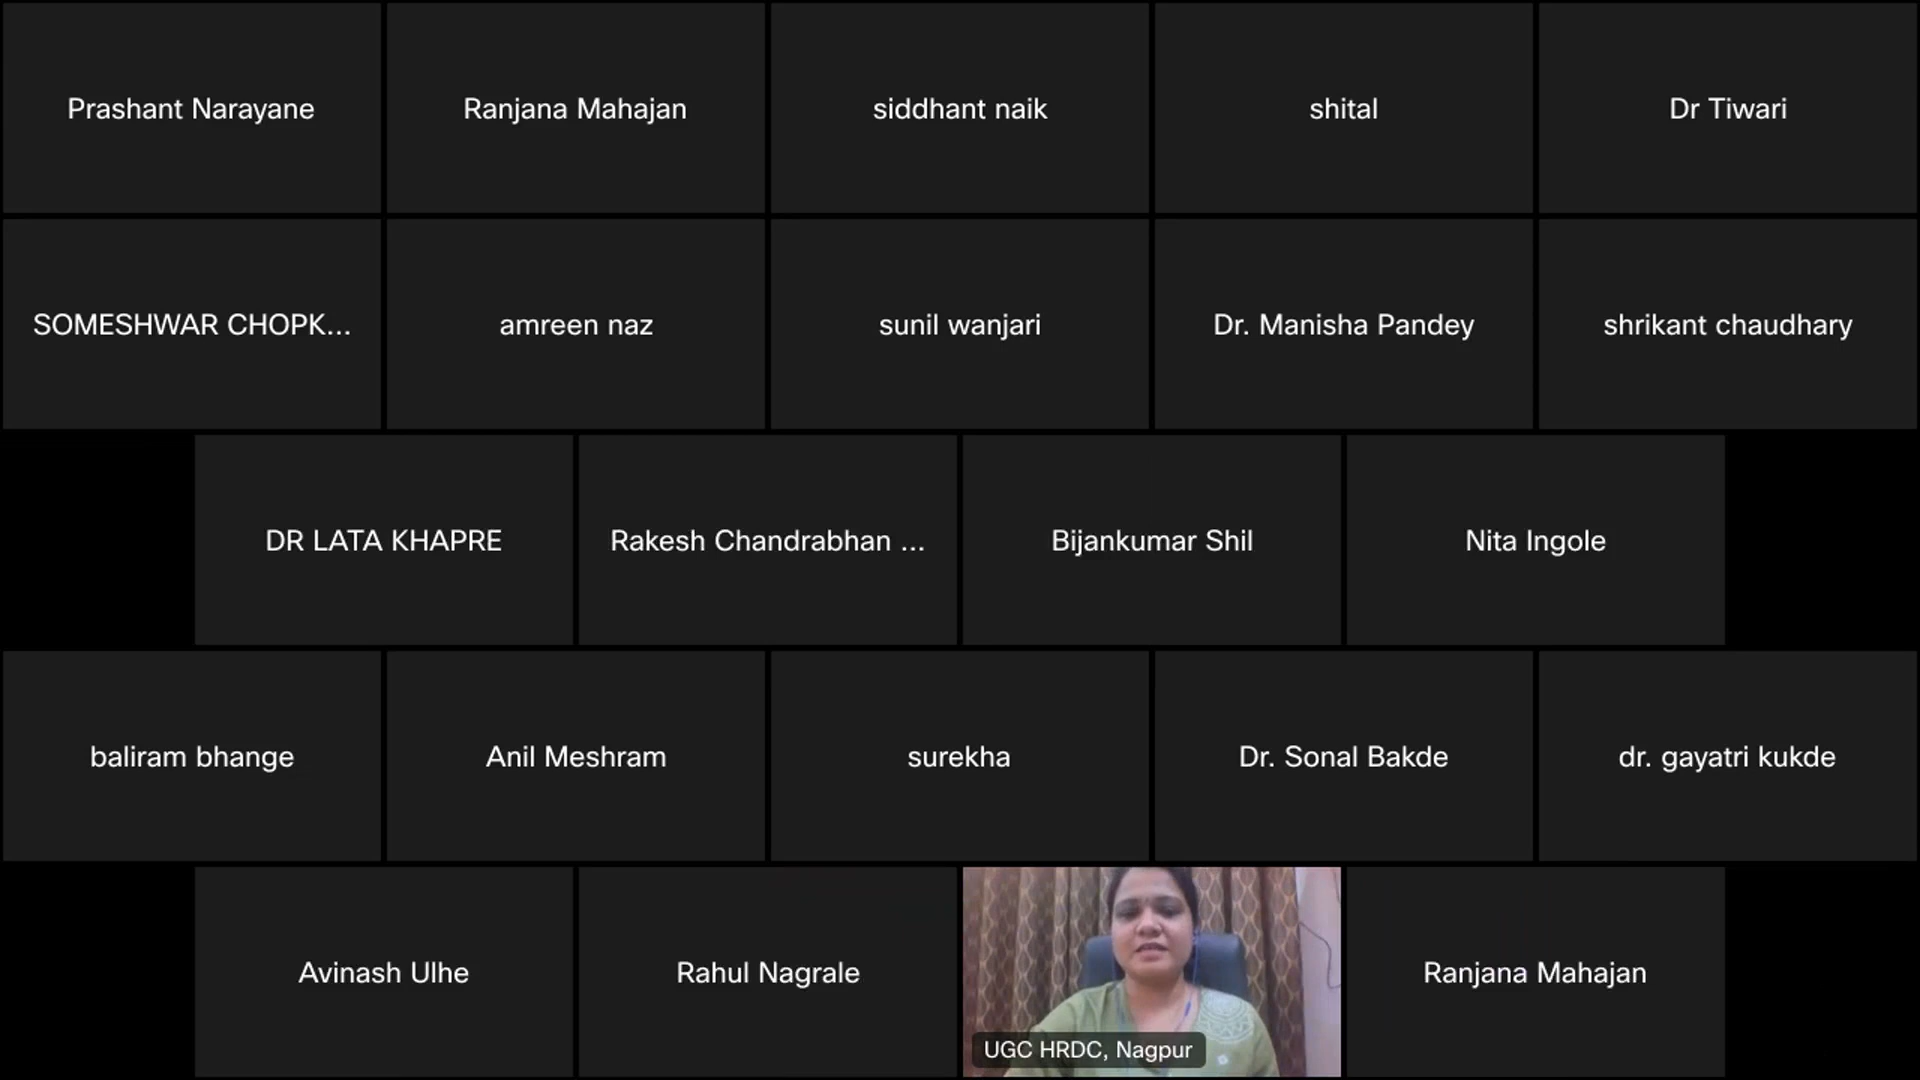 Prashant Narayane
Ranjana Mahajan
siddhant naik
shital
Dr Tiwari
SOMESHWAR CHOPK...
amreen naz
sunil wanjari
Dr. Manisha Pandey
shrikant chaudhary
DR LATA KHAPRE
Rakesh Chandrabhan ...
Bijankumar Shil
Nita Ingole
baliram bhange
Anil Meshram
surekha
Dr. Sonal Bakde
dr. gayatri kukde
Avinash Ulhe
Rahul Nagrale
UGC HRDC, Nagpur
Ranjana Mahajan